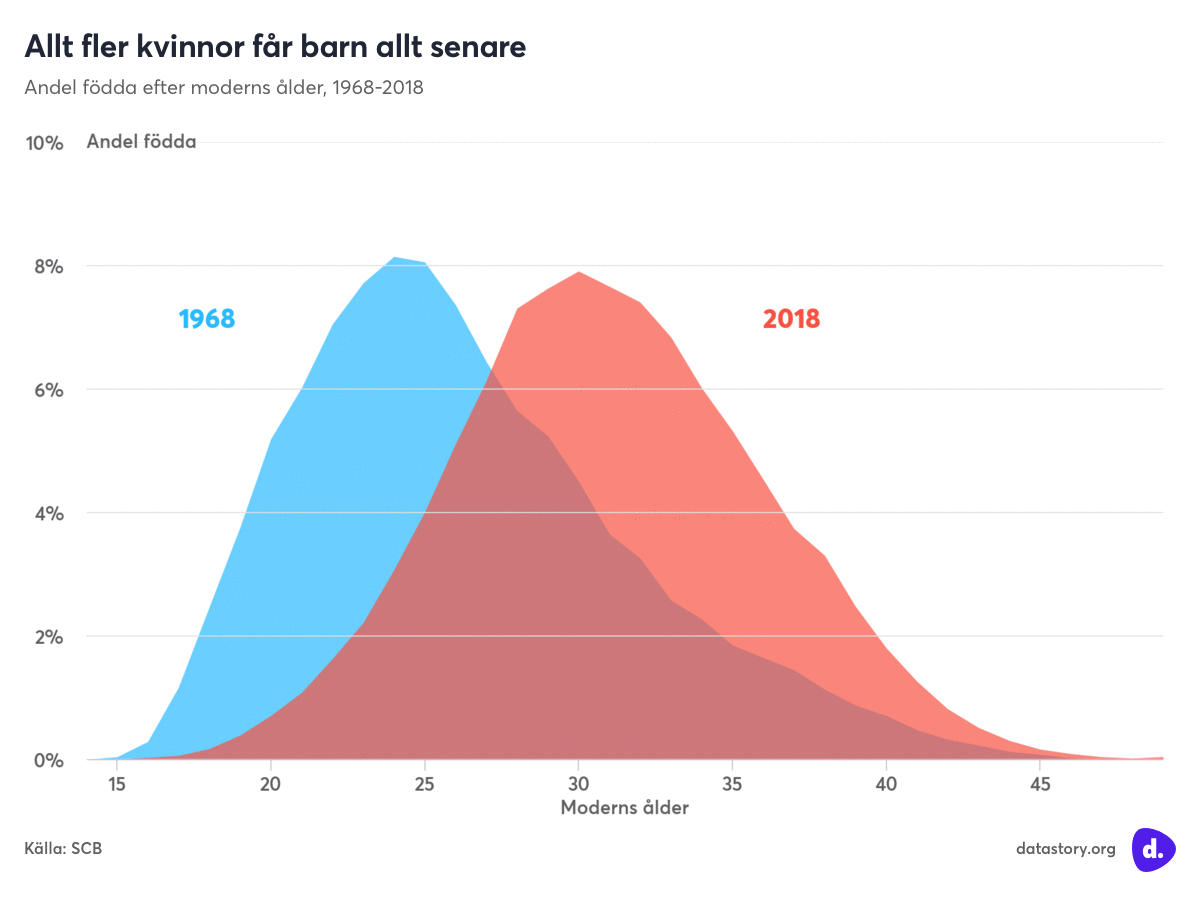 Allt fler kvinnor får barn allt senare
Andel födda efter moderns ålder, 1968-2018
10% Andel födda
8%
1968 2018
6%
4%
2%
0%
15 20 25 30 35 40 45
Moderns ålder
Källa: SCB datastory.org d.